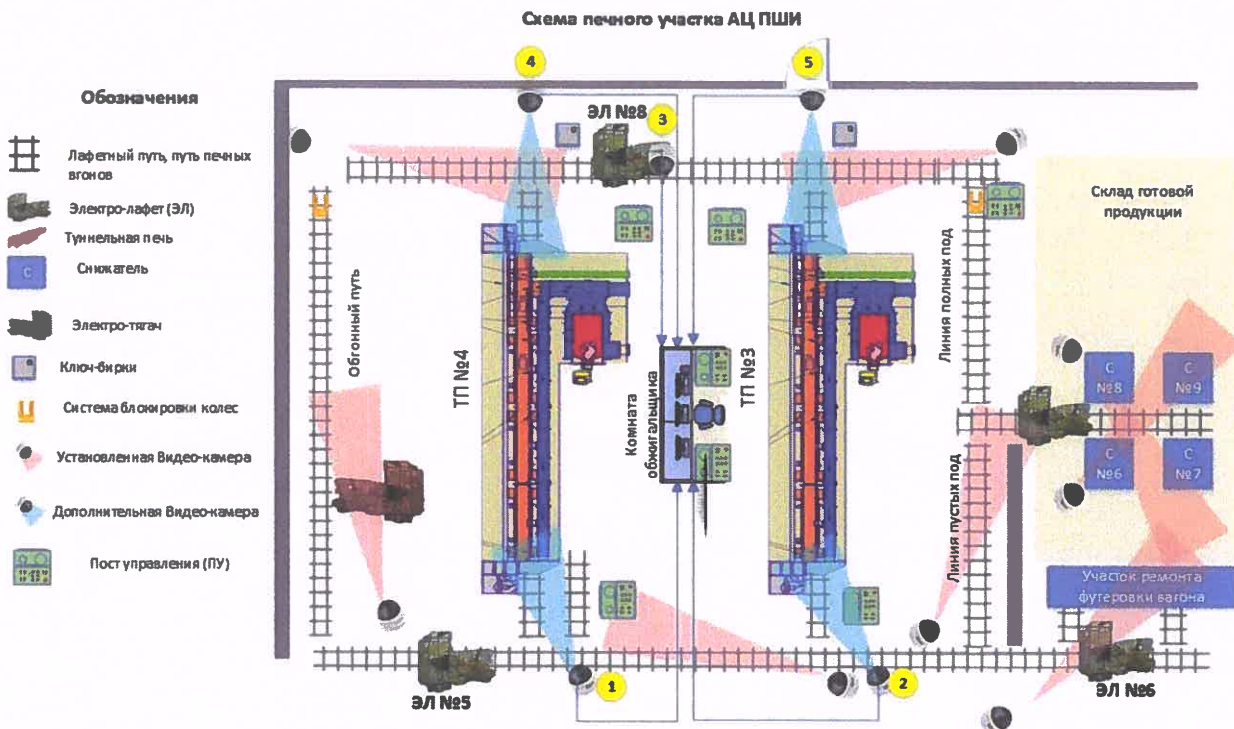 Схема печного участка АЦ ПШИ
4
5
Обозначения
ЭЛ №8
3
Лафетный путь, путь печных
вгонов
Электро-лафет (ЭЛ)
Туннельная печь
С
Снижатель
Электро-тягач
Ключ-бирки
Система блокировки колес
Установленная Видео-камера
Дополнительная Видео-камера
Пост управления (ПУ)
Обгонный путь
ТП №4
Комната
обжигальщика
ТП №3
Линия полных под
Линия пустых под
Склад готовой
продукции
С
№8
С
№9
С
№6
С
№7
Участок ремонта
футеровки вагона
ЭЛ №5
1
2
ЭЛ №6